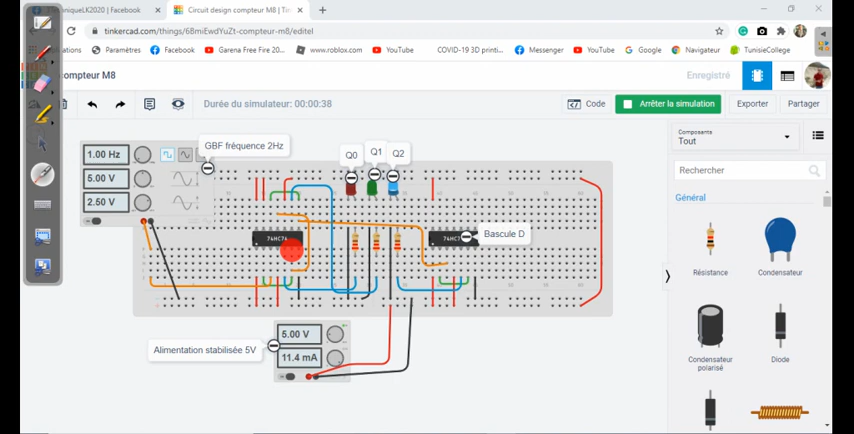 iTechniqueLK2020 | Facebook
Circuit design compteur M8 | Tin
tinkercad.com/things/68miEwdYuZt-compteur-m8/editel
Paramètres
Facebook
Garena Free Fire 20...
www.roblox.com
YouTube
COVID-19 3D printi...
Messenger
YouTube
Google
Navigateur
TunisieCollege
compteur M8
Enregistré
Durée du simulateur: 00:00:38
Code
Arrêter la simulation
Exporter
Partager
Composants
Tout
Rechercher
Général
Résistance
Condensateur
Condensateur
polarisé
Diode
1.00 Hz
5.00 V
2.50 V
GBF fréquence 2Hz
Q0
Q1
Q2
74HC74
74HC7
Bascule D
Alimentation stabilisée 5V
5.00 V
11.4 mA